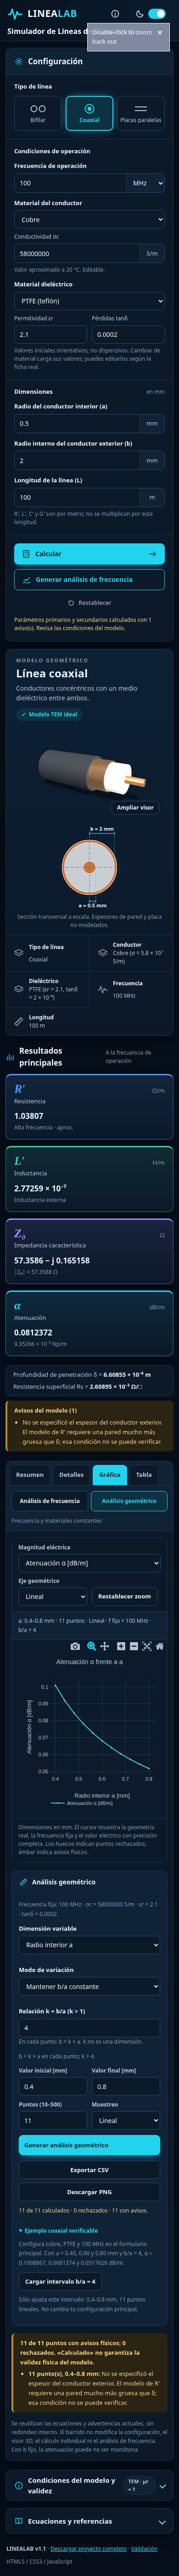 LINEALAB
Simulador de Líneas d
Double-click to zoom
back out
Configuración
Tipo de línea
Bifilar
Coaxial
Placas paralelas
Condiciones de operación
Frecuencia de operación
100
MHz
Material del conductor
Cobre
Conductividad σc
58000000
S/m
Valor aproximado a 20 °C. Editable.
Material dieléctrico
PTFE (teflón)
Permitividad εr
Pérdidas tanδ
2.1
0.0002
Valores iniciales orientativos, no dispersivo. Cambiar de
material carga sus valores; puedes editarlos según la
ficha real.
Dimensiones
en mm
Radio del conductor interior (a)
0.5
mm
Radio interno del conductor exterior (b)
2
mm
Longitud de la línea (L)
100
m
R', L', C' y G' son por metro; no se multiplican por esta
longitud.
Calcular
Generar análisis de frecuencia
Restablecer
Parámetros primarios y secundarios calculados con 1
aviso(s). Revisa las condiciones del modelo.
MODELO GEOMÉTRICO
Línea coaxial
Conductores concéntricos con un medio
dieléctrico entre ambos.
✓ Modelo TEM ideal
Ampliar visor
b = 2 mm
a = 0.5 mm
Sección transversal a escala. Espesores de pared y placa
no modelados.
Tipo de línea
Coaxial
Conductor
Cobre (σ = 5.8 × 10⁷
S/m)
Dieléctrico
PTFE (εr = 2.1, tanδ
= 2 × 10⁻⁴)
Frecuencia
100 MHz
Longitud
100 m
Resultados
principales
A la frecuencia de
operación
R'
Ω/m
Resistencia
1.03807
Alta frecuencia · aprox.
L'
H/m
Inductancia
2.77259 × 10⁻⁷
Inductancia externa
Z₀
Ω
Impedancia característica
57.3586 − j 0.165158
|Z₀| = 57.3588 Ω
α
dB/m
Atenuación
0.0812372
9.35266 × 10⁻³ Np/m
Profundidad de penetración δ = 6.60855 × 10⁻⁶ m
Resistencia superficial Rs = 2.60895 × 10⁻³ Ω/□
Avisos del modelo (1)
• No se especificó el espesor del conductor exterior.
El modelo de R' requiere una pared mucho más
gruesa que δ; esa condición no se puede verificar.
Resumen
Detalles
Gráfica
Tabla
Análisis de frecuencia
Análisis geométrico
Frecuencia y materiales constantes
Magnitud eléctrica
Atenuación α [dB/m]
Eje geométrico
Lineal
Restablecer zoom
a: 0.4–0.8 mm · 11 puntos · Lineal · f fija = 100 MHz ·
b/a = 4
Atenuación α frente a a
Atenuación α [dB/m]
0.1
0.09
0.08
0.07
0.06
0.05
0.4
0.5
0.6
0.7
0.8
Radio interior a [mm]
Atenuación α [dB/m]
Dimensiones en mm. El cursor muestra la geometría
real, la frecuencia fija y el valor eléctrico con precisión
completa. Los huecos indican puntos rechazados;
ámbar indica avisos físicos.
Análisis geométrico
Frecuencia fija: 100 MHz · σc = 58000000 S/m · εr = 2.1
· tanδ = 0.0002.
Dimensión variable
Radio interior a
Modo de variación
Mantener b/a constante
Relación k = b/a (k > 1)
4
En cada punto: b = k × a. k no es una dimensión.
b = k × a en cada punto; k = 4.
Valor inicial [mm]
Valor final [mm]
0.4
0.8
Puntos (10–500)
Muestreo
11
Lineal
Generar análisis geométrico
Exportar CSV
Descargar PNG
11 de 11 calculados · 0 rechazados · 11 con avisos.
▾ Ejemplo coaxial verificable
Configura cobre, PTFE y 100 MHz en el formulario
principal. Con a = 0.40, 0.60 y 0.80 mm y b/a = 4, α ≈
0.1008867, 0.0681374 y 0.0517626 dB/m.
Cargar intervalo b/a = 4
Sólo ajusta este intervalo: 0.4–0.8 mm, 11 puntos
lineales. No cambia tu configuración principal.
11 de 11 puntos con avisos físicos; 0
rechazados. «Calculado» no garantiza la
validez física del modelo.
• 11 punto(s), 0.4–0.8 mm: No se especificó el
espesor del conductor exterior. El modelo de R'
requiere una pared mucho más gruesa que δ;
esa condición no se puede verificar.
Se reutilizan las ecuaciones y advertencias actuales, sin
redondeo interno. El barrido no modifica la configuración, el
visor 3D, el cálculo individual ni el análisis de frecuencia.
Con b fijo, la atenuación puede no ser monótona.
Condiciones del modelo y
validez
TEM · μr
= 1
Ecuaciones y referencias
LINEALAB v1.1 · Descargar proyecto completo · Validación
HTML5 / CSS3 / JavaScript